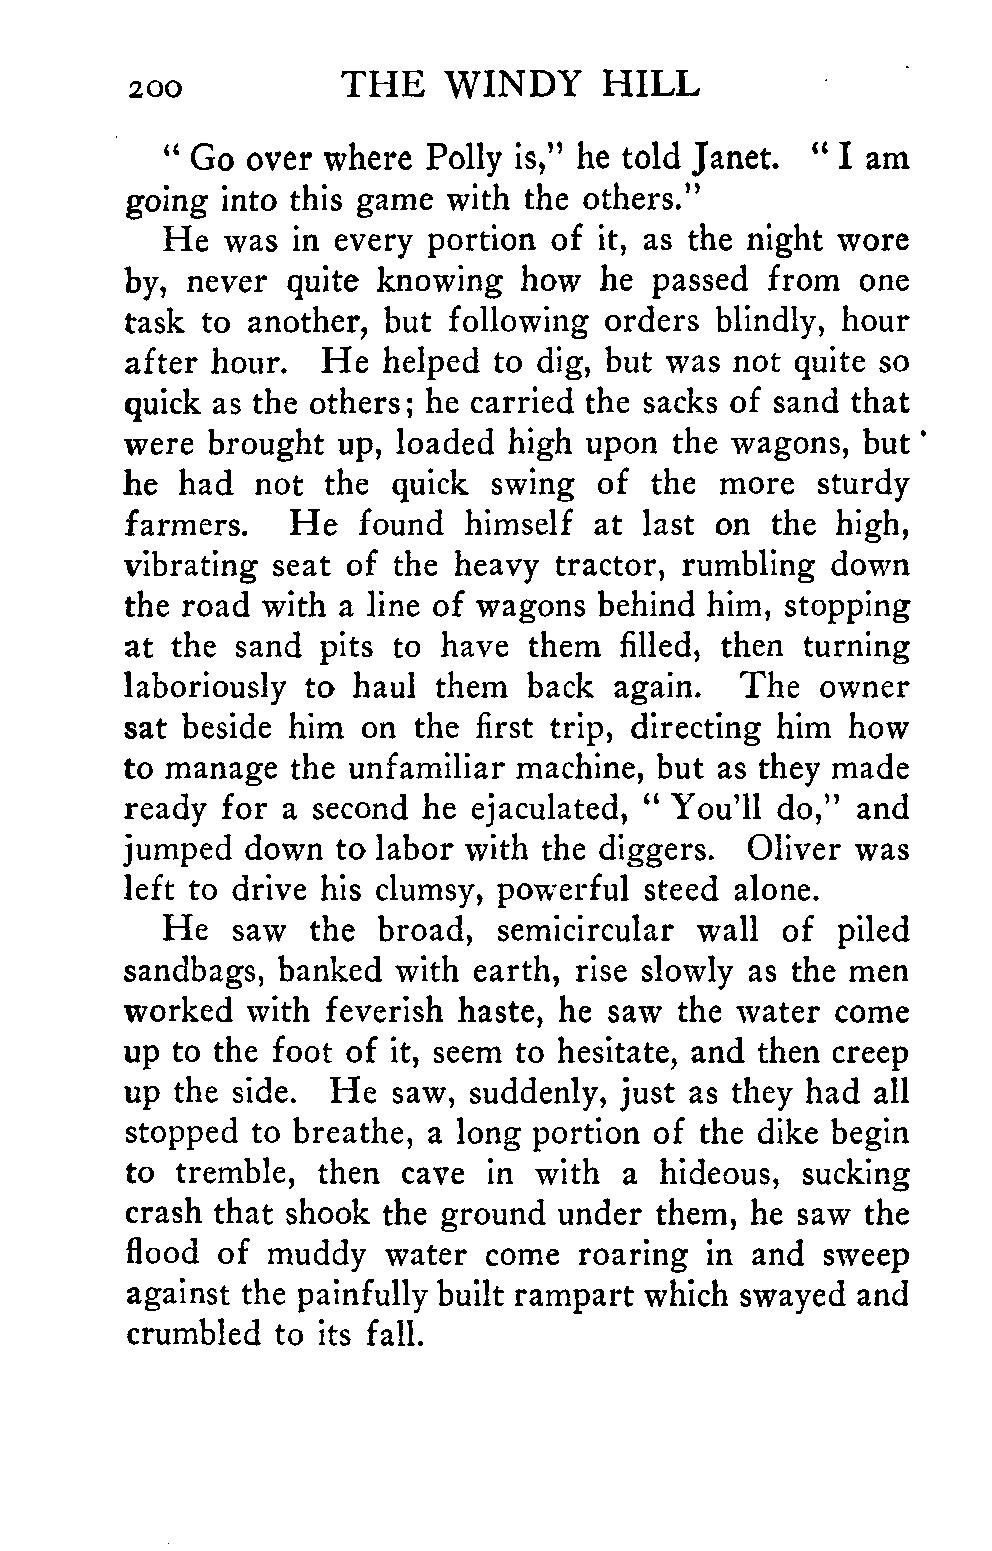 200 THE WINDY HILL
“ Go over where Polly is,” he told Janet. “ I am
going into this game with the others.”
He was in every portion of it, as the night wore
by, never quite knowing how he passed from one
task to another, but following orders blindly, hour
after hour. He helped to dig, but was not quite so
quick as the others; he carried the sacks of sand that
were brought up, loaded high upon the wagons, but
he had not the quick swing of the more sturdy
farmers. He found himself at last on the high,
vibrating seat of the heavy tractor, rumbling down
the road with a line of wagons behind him, stopping
at the sand pits to have them filled, then turning
laboriously to haul them back again. The owner
sat beside him on the first trip, directing him how
to manage the unfamiliar machine, but as they made
ready for a second he ejaculated, “ You’ll do,” and
jumped down to labor with the diggers. Oliver was
left to drive his clumsy, powerful steed alone.
He saw the broad, semicircular wall of piled
sandbags, banked with earth, rise slowly as the men
worked with feverish haste, he saw the water come
up to the foot of it, seem to hesitate, and then creep
up the side. He saw, suddenly, just as they had all
stopped to breathe, a long portion of the dike begin
to tremble, then cave in with a hideous, sucking
crash that shook the ground under them, he saw the
flood of muddy water come roaring in and sweep
against the painfully built rampart which swayed and
crumbled to its fall.